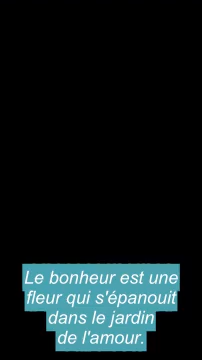 Le bonheur est une
fleur qui s'épanouit
dans le jardin
de l'amour.